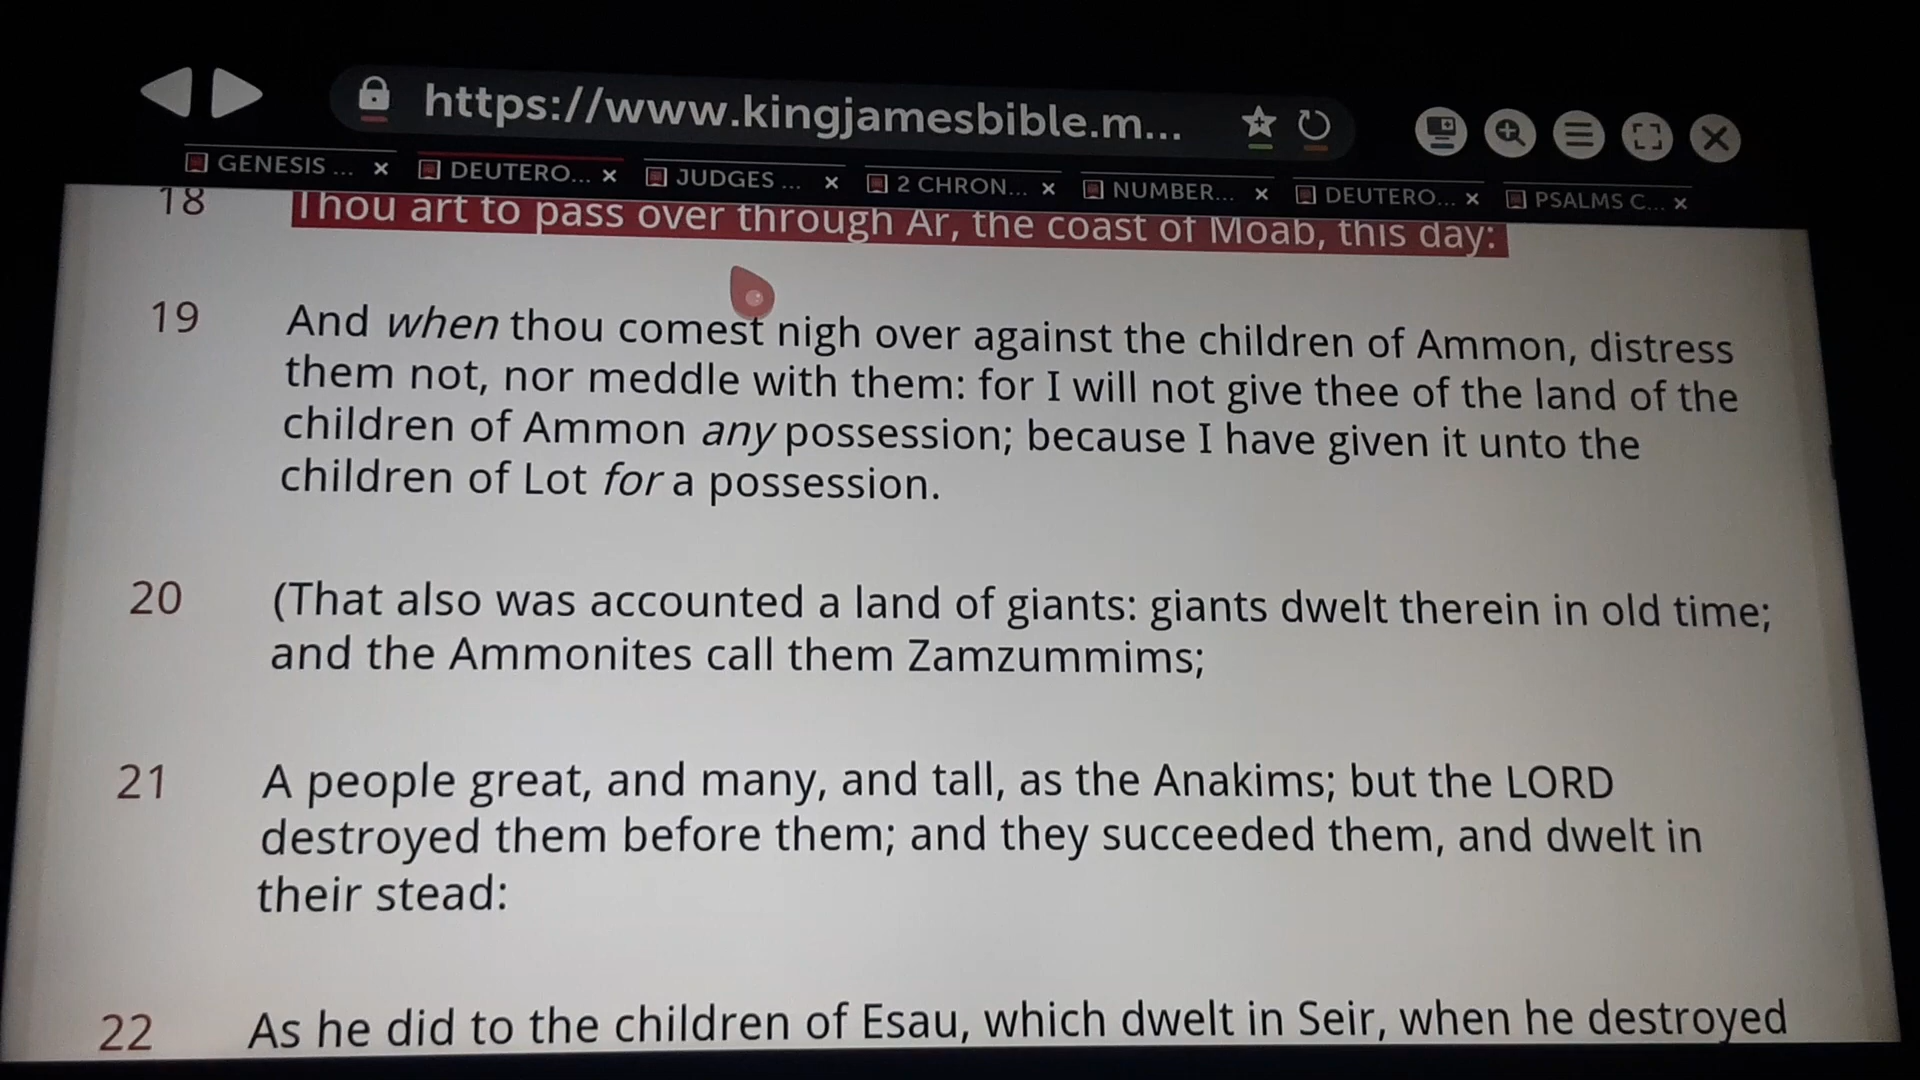 https://www.kingjamesbible.m...
GENESIS ... × DEUTERO... × JUDGES ... × 2 CHRON... × NUMBER... × DEUTERO... × PSALMS C... ×
18 Thou art to pass over through Ar, the coast of Moab, this day:
19 And when thou comest nigh over against the children of Ammon, distress
them not, nor meddle with them: for I will not give thee of the land of the
children of Ammon any possession; because I have given it unto the
children of Lot for a possession.
20 (That also was accounted a land of giants: giants dwelt therein in old time;
and the Ammonites call them Zamzummims;
21 A people great, and many, and tall, as the Anakims; but the LORD
destroyed them before them; and they succeeded them, and dwelt in
their stead:
22 As he did to the children of Esau, which dwelt in Seir, when he destroyed